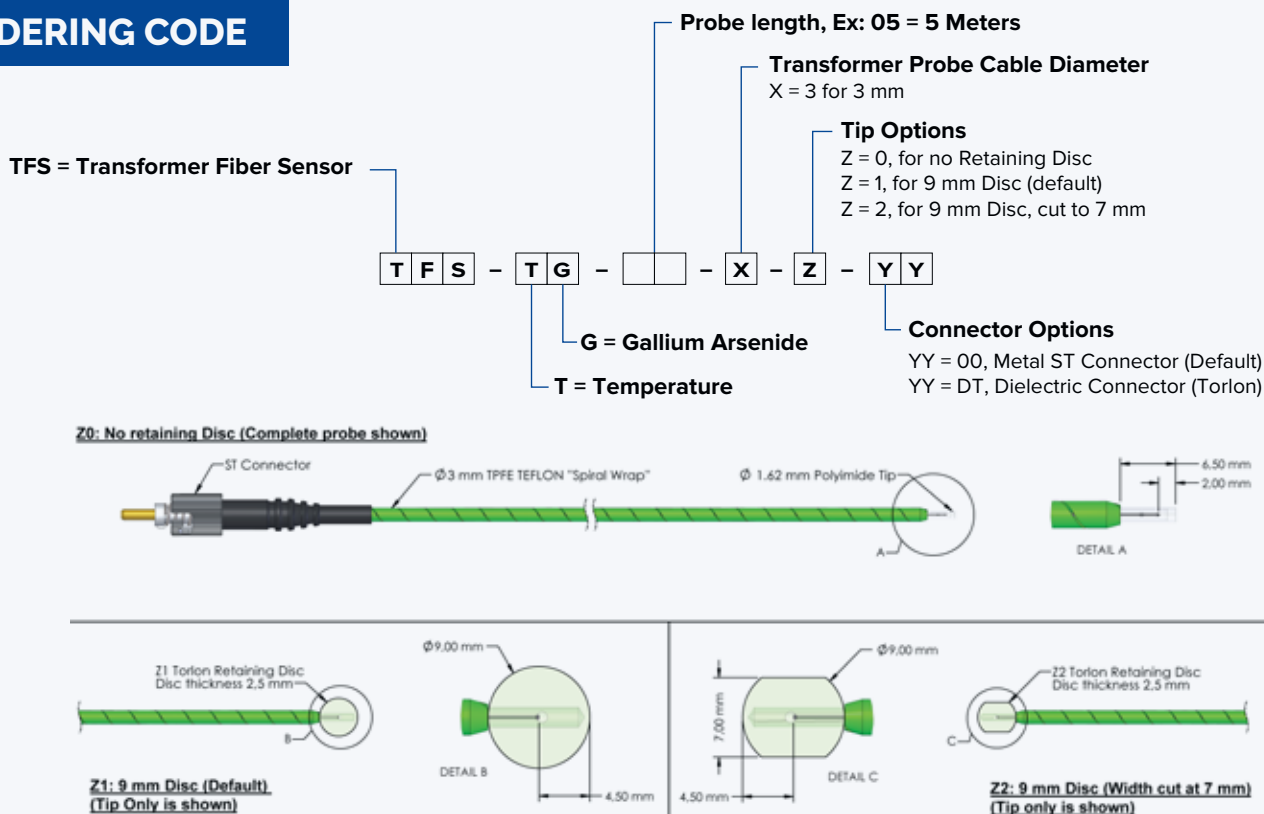 DERING CODE
Probe length, Ex: 05 = 5 Meters
Transformer Probe Cable Diameter
X = 3 for 3 mm
Tip Options
Z = 0, for no Retaining Disc
Z = 1, for 9 mm Disc (default)
Z = 2, for 9 mm Disc, cut to 7 mm
TFS = Transformer Fiber Sensor
T F S – T G – – X – Z – Y Y
G = Gallium Arsenide
T = Temperature
Connector Options
YY = 00, Metal ST Connector (Default)
YY = DT, Dielectric Connector (Torlon)
Z0: No retaining Disc (Complete probe shown)
ST Connector
Ø3 mm TPFE TEFLON "Spiral Wrap"
Ø 1.62 mm Polyimide Tip
A
6,50 mm
2,00 mm
DETAIL A
Z1 Torlon Retaining Disc
Disc thickness 2,5 mm
B
Z1: 9 mm Disc (Default)
(Tip Only is shown)
Ø9,00 mm
DETAIL B
4,50 mm
Ø9,00 mm
7,00 mm
4,50 mm
DETAIL C
Z2 Torlon Retaining Disc
Disc thickness 2,5 mm
C
Z2: 9 mm Disc (Width cut at 7 mm)
(Tip only is shown)